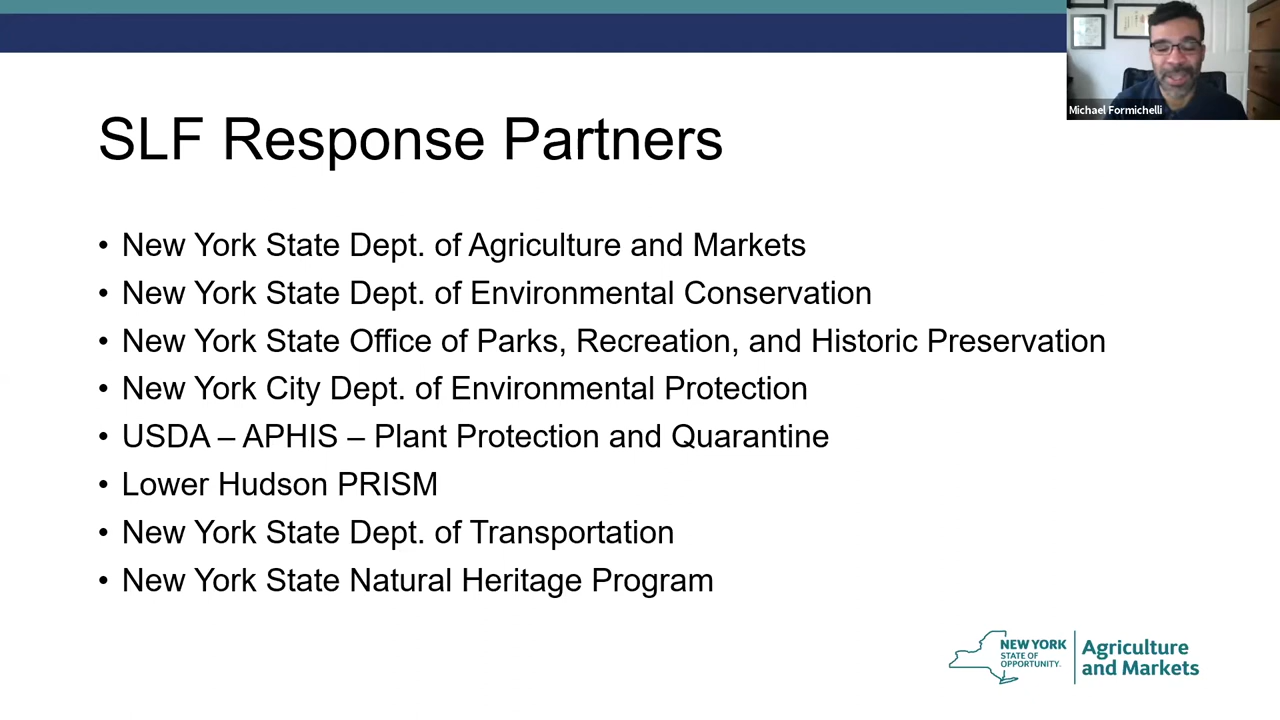 Michael Formichelli
SLF Response Partners
• New York State Dept. of Agriculture and Markets
• New York State Dept. of Environmental Conservation
• New York State Office of Parks, Recreation, and Historic Preservation
• New York City Dept. of Environmental Protection
• USDA – APHIS – Plant Protection and Quarantine
• Lower Hudson PRISM
• New York State Dept. of Transportation
• New York State Natural Heritage Program
NEW YORK
STATE OF
OPPORTUNITY.
Agriculture
and Markets